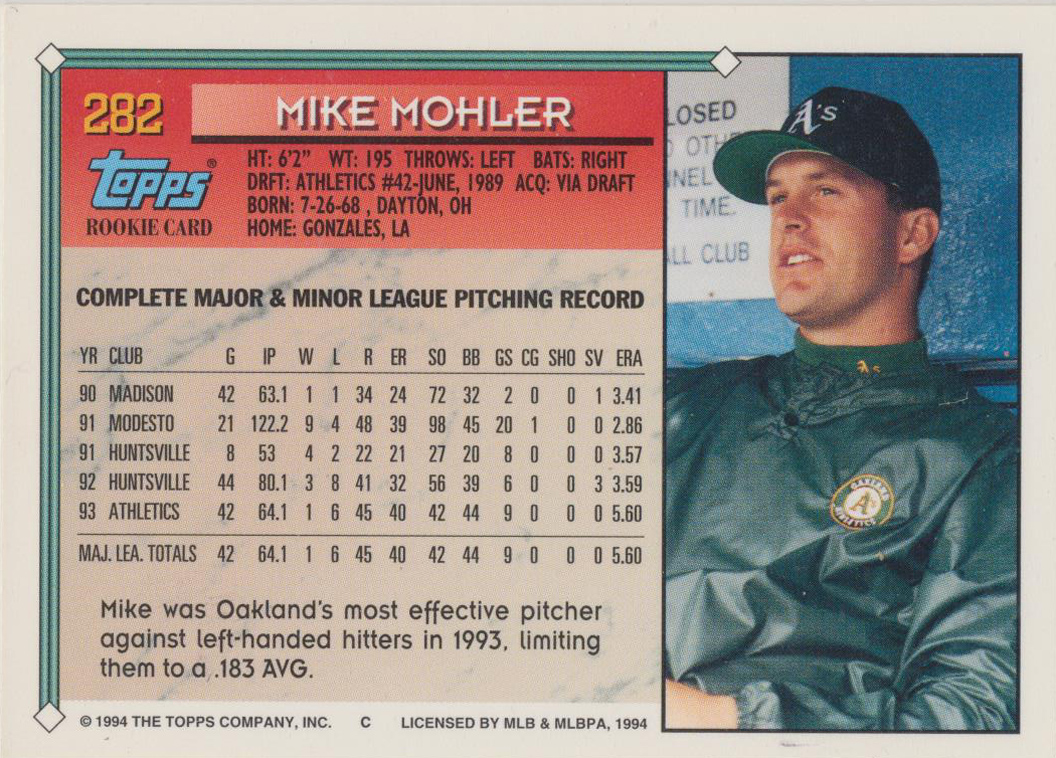 282
MIKE MOHLER
topps®
ROOKIE CARD
HT: 6'2" WT: 195 THROWS: LEFT BATS: RIGHT
DRFT: ATHLETICS #42-JUNE, 1989 ACQ: VIA DRAFT
BORN: 7-26-68 , DAYTON, OH
HOME: GONZALES, LA
COMPLETE MAJOR & MINOR LEAGUE PITCHING RECORD
YR CLUB G IP W L R ER SO BB GS CG SHO SV ERA
90 MADISON 42 63.1 1 1 34 24 72 32 2 0 0 1 3.41
91 MODESTO 21 122.2 9 4 48 39 98 45 20 1 0 0 2.86
91 HUNTSVILLE 8 53 4 2 22 21 27 20 8 0 0 0 3.57
92 HUNTSVILLE 44 80.1 3 8 41 32 56 39 6 0 0 3 3.59
93 ATHLETICS 42 64.1 1 6 45 40 42 44 9 0 0 0 5.60
MAJ. LEA. TOTALS 42 64.1 1 6 45 40 42 44 9 0 0 0 5.60
Mike was Oakland's most effective pitcher
against left-handed hitters in 1993, limiting
them to a .183 AVG.
© 1994 THE TOPPS COMPANY, INC. C LICENSED BY MLB & MLBPA, 1994
LOSED
OTH
NEL
TIME.
LL CLUB
A's
A's
OAKLAND
A's
ATHLETICS